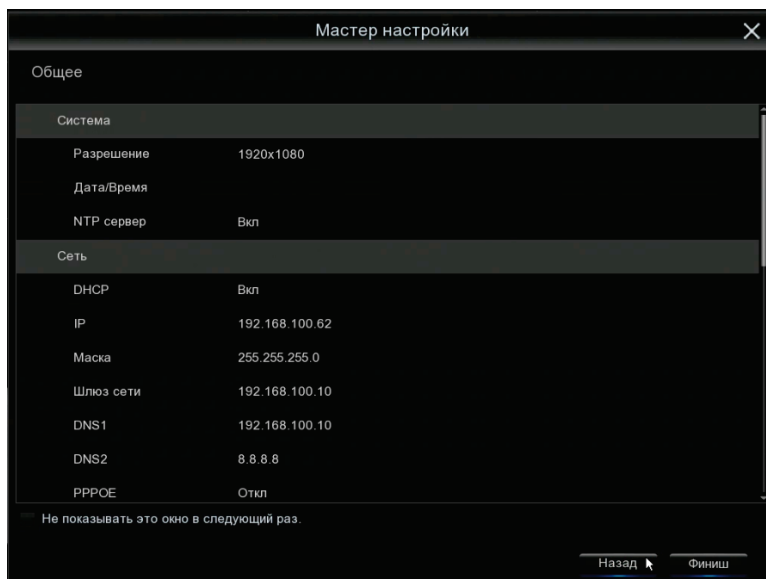 Мастер настройки
Общее
Система
Разрешение 1920x1080
Дата/Время
NTP сервер Вкл
Сеть
DHCP Вкл
IP 192.168.100.62
Маска 255.255.255.0
Шлюз сети 192.168.100.10
DNS1 192.168.100.10
DNS2 8.8.8.8
PPPOE Откл
Не показывать это окно в следующий раз.
Назад Финиш